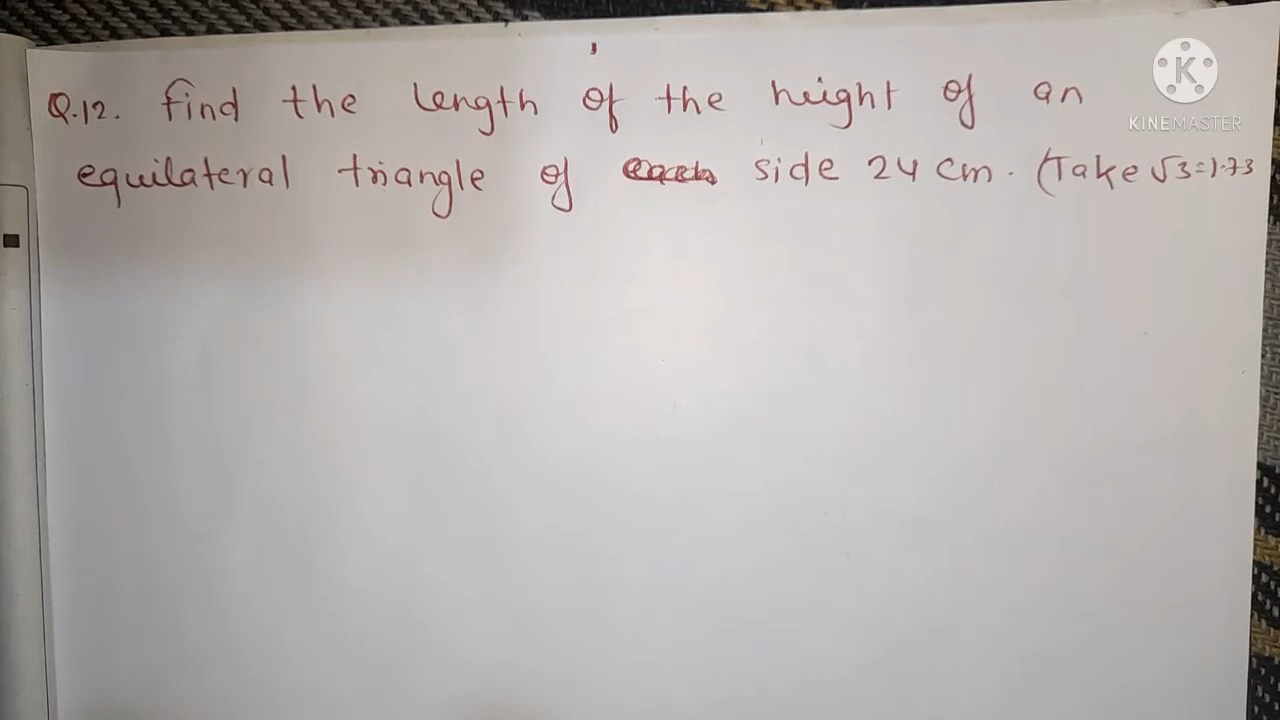 Q.12. find the length of the height of an
equilateral triangle of side 24 cm. (Take √3=1.73
K
KINEMASTER